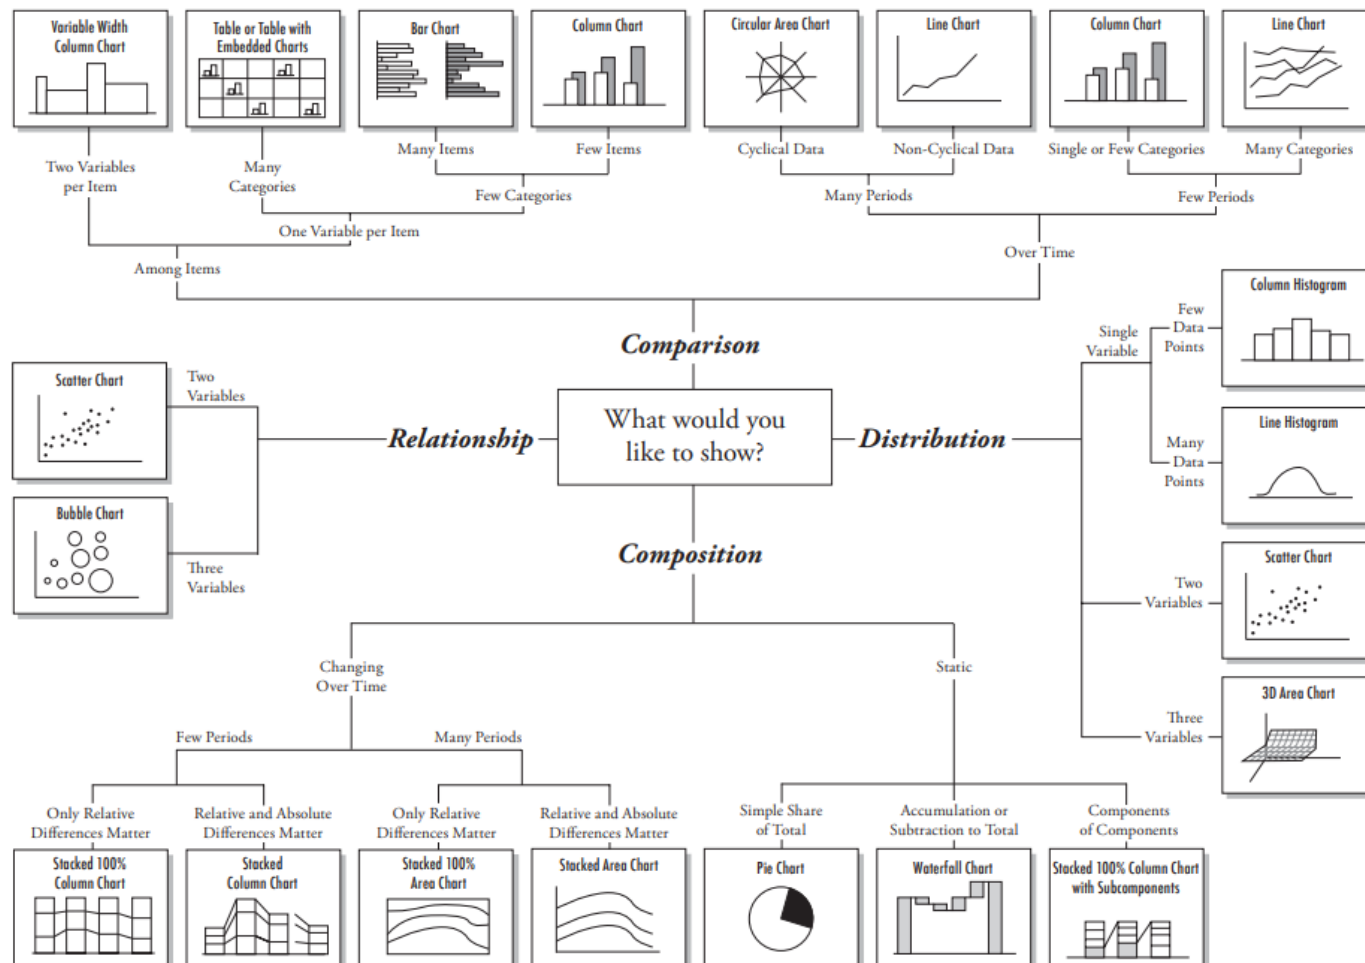 Variable Width
Column Chart
Table or Table with
Embedded Charts
Bar Chart
Column Chart
Circular Area Chart
Line Chart
Column Chart
Line Chart
Two Variables
per Item
Many
Categories
Many Items
Few Items
Cyclical Data
Non-Cyclical Data
Single or Few Categories
Many Categories
Few Categories
Many Periods
Few Periods
One Variable per Item
Among Items
Over Time
Comparison
What would you
like to show?
Relationship
Two
Variables
Scatter Chart
Three
Variables
Bubble Chart
Distribution
Single
Variable
Few
Data
Points
Column Histogram
Many
Data
Points
Line Histogram
Two
Variables
Scatter Chart
Three
Variables
3D Area Chart
Composition
Changing
Over Time
Static
Few Periods
Many Periods
Only Relative
Differences Matter
Relative and Absolute
Differences Matter
Only Relative
Differences Matter
Relative and Absolute
Differences Matter
Simple Share
of Total
Accumulation or
Subtraction to Total
Components
of Components
Stacked 100%
Column Chart
Stacked
Column Chart
Stacked 100%
Area Chart
Stacked Area Chart
Pie Chart
Waterfall Chart
Stacked 100% Column Chart
with Subcomponents